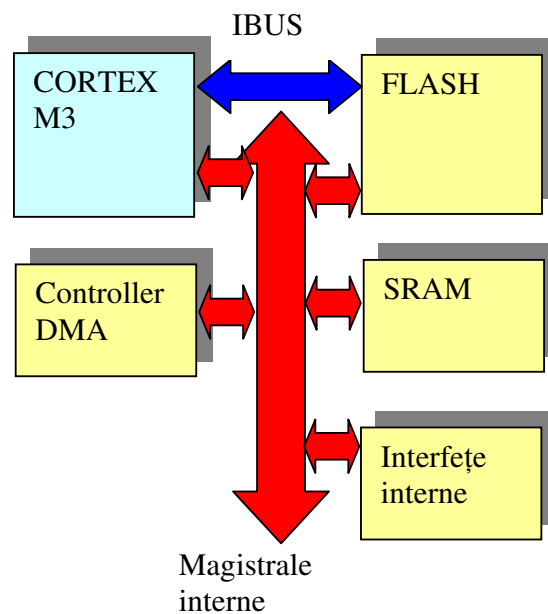 IBUS
CORTEX
M3
FLASH
Controller
DMA
SRAM
Interfețe
interne
Magistrale
interne